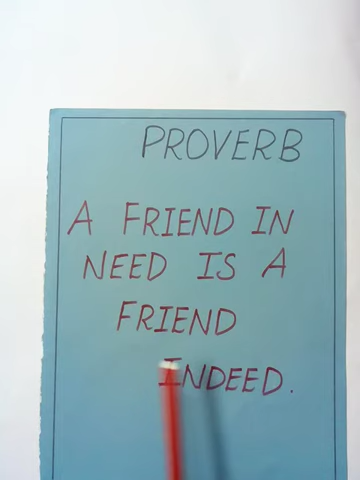 PROVERB
A FRIEND IN
NEED IS A
FRIEND
INDEED.